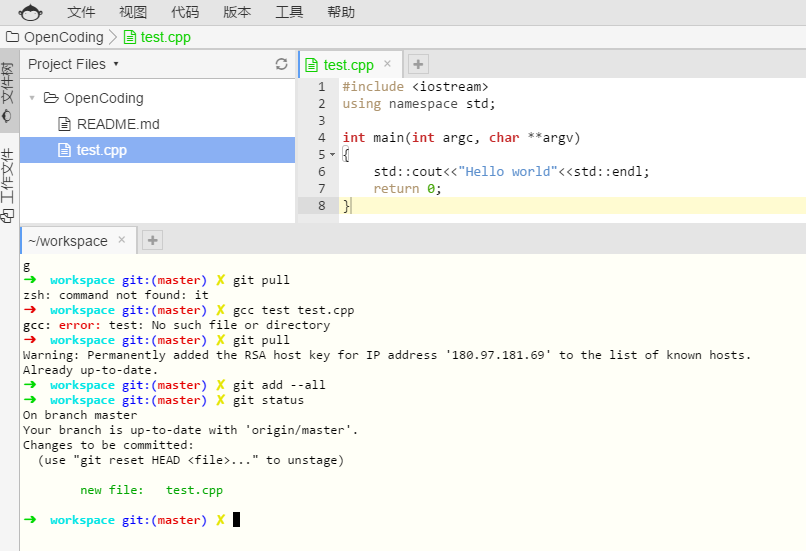 文件 视图 代码 版本 工具 帮助
OpenCoding test.cpp
文件树
工作文件
Project Files
OpenCoding
README.md
test.cpp
test.cpp
1 #include <iostream>
2 using namespace std;
3
4 int main(int argc, char **argv)
5 {
6     std::cout<<"Hello world"<<std::endl;
7     return 0;
8 }
~/workspace
g
➜  workspace git:(master) ✗ git pull
zsh: command not found: it
➜  workspace git:(master) ✗ gcc test test.cpp
gcc: error: test: No such file or directory
➜  workspace git:(master) ✗ git pull
Warning: Permanently added the RSA host key for IP address '180.97.181.69' to the list of known hosts.
Already up-to-date.
➜  workspace git:(master) ✗ git add --all
➜  workspace git:(master) ✗ git status
On branch master
Your branch is up-to-date with 'origin/master'.
Changes to be committed:
  (use "git reset HEAD <file>..." to unstage)
        new file:   test.cpp
➜  workspace git:(master) ✗